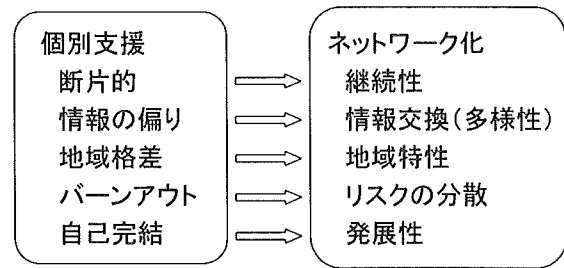 個別支援
断片的
情報の偏り
地域格差
バーンアウト
自己完結
ネットワーク化
継続性
情報交換(多様性)
地域特性
リスクの分散
発展性